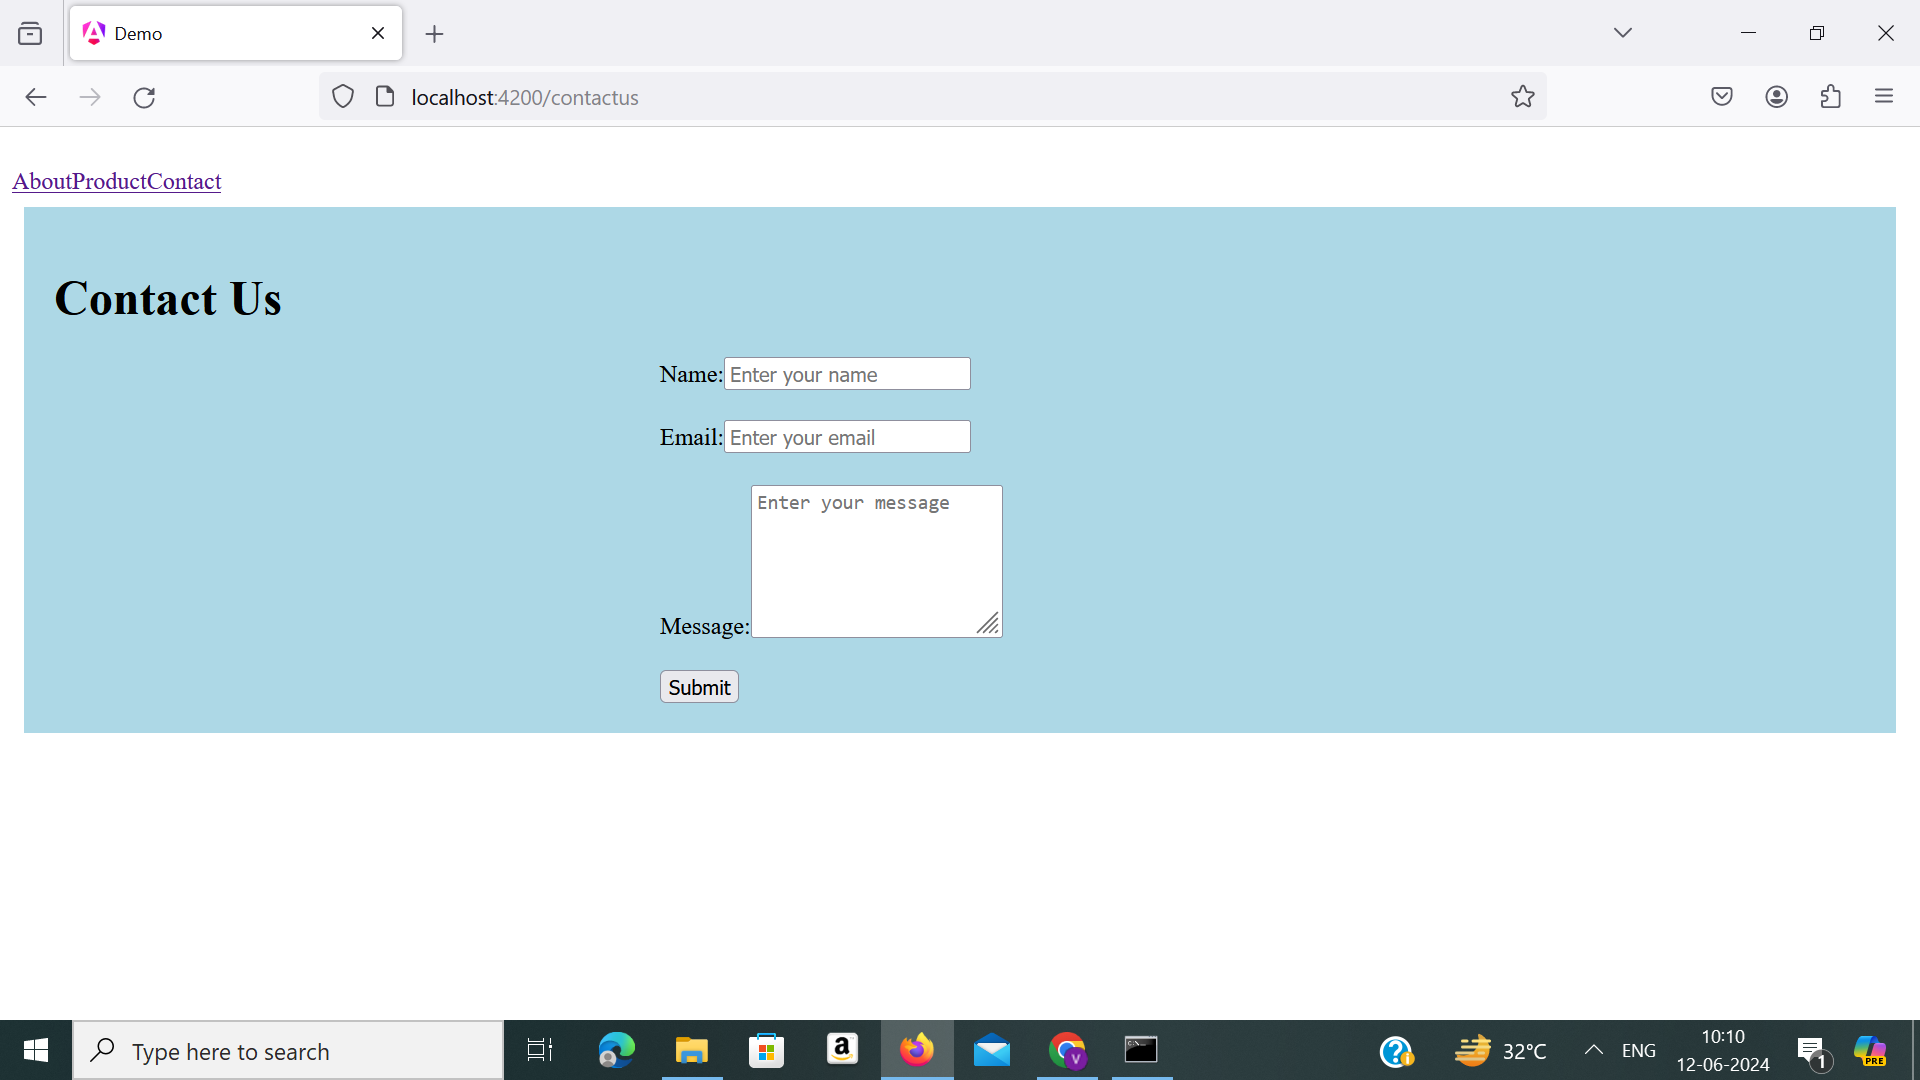 Demo
localhost:4200/contactus
AboutProductContact
Contact Us
Name: Enter your name
Email: Enter your email
Enter your message
Message:
Submit
Type here to search
a
V
C:\_
32°C
ENG
10:10
12-06-2024
1
PRE